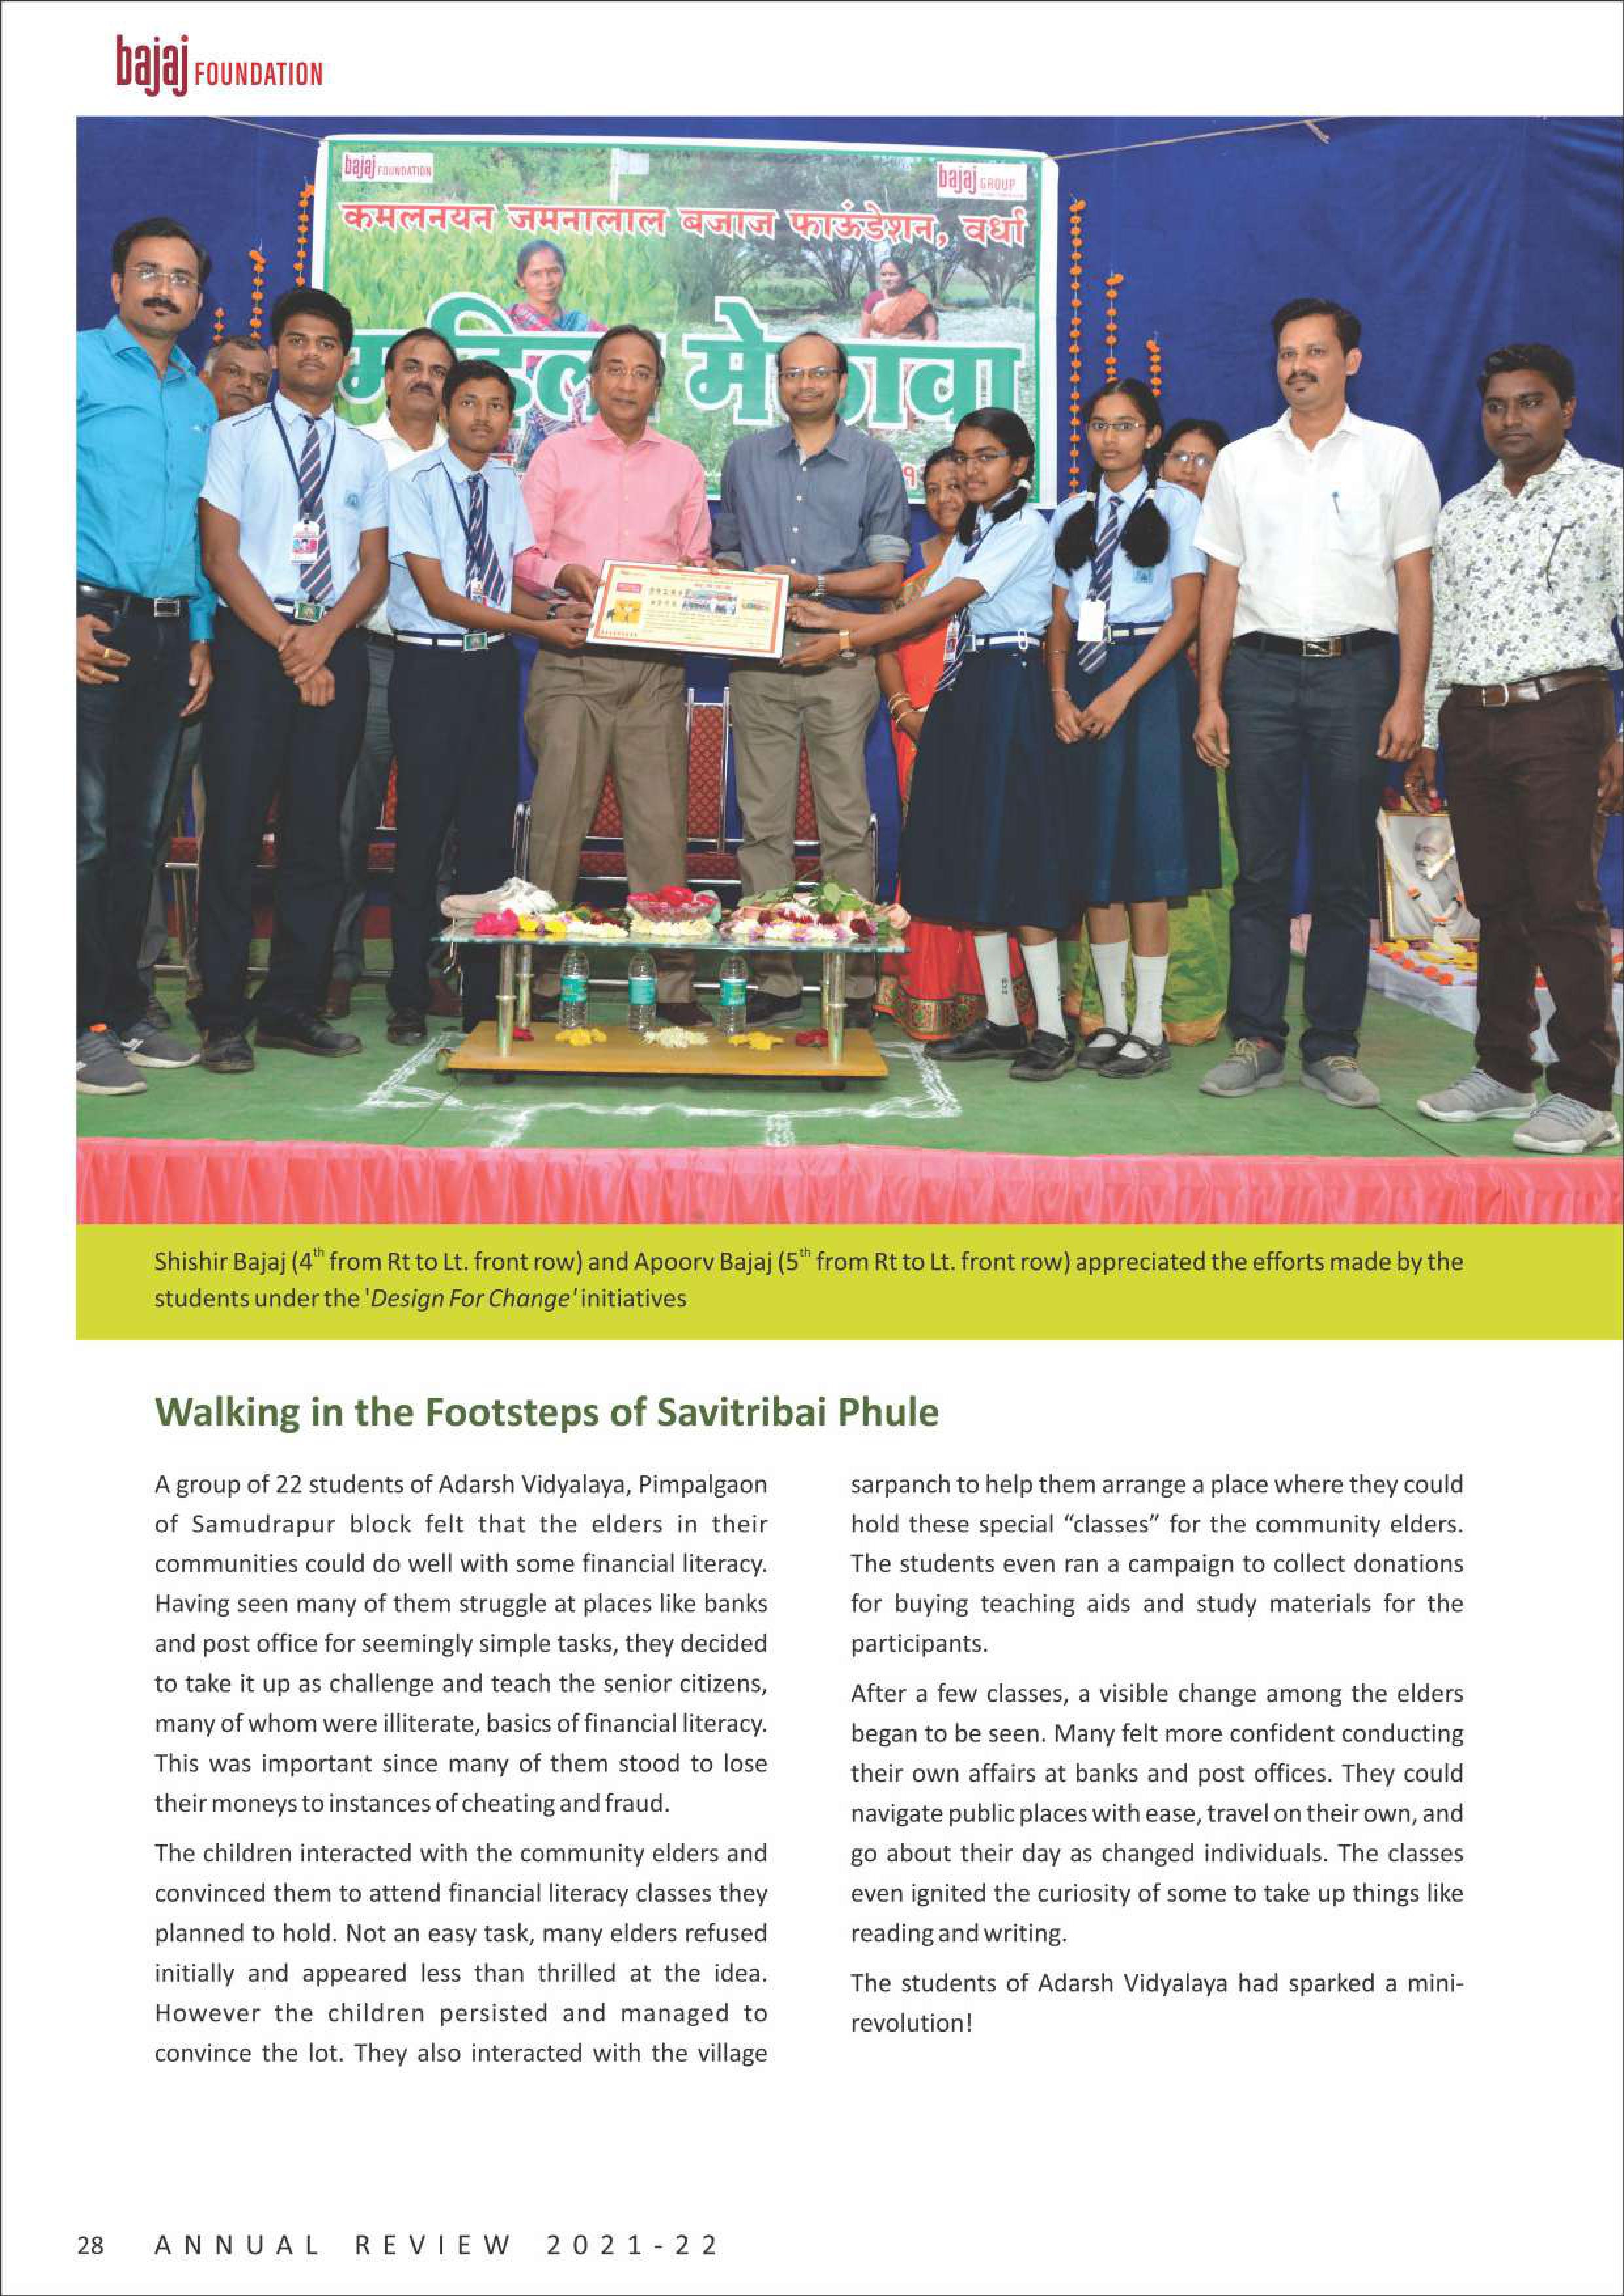 bajaj FOUNDATION
bajaj FOUNDATION
bajaj GROUP
कमलनयन जमनालाल बजाज फाऊंडेशन, वर्धा
मेळावा
Shishir Bajaj (4th from Rt to Lt. front row) and Apoorv Bajaj (5th from Rt to Lt. front row) appreciated the efforts made by the
students under the 'Design For Change' initiatives
Walking in the Footsteps of Savitribai Phule
A group of 22 students of Adarsh Vidyalaya, Pimpalgaon
of Samudrapur block felt that the elders in their
communities could do well with some financial literacy.
Having seen many of them struggle at places like banks
and post office for seemingly simple tasks, they decided
to take it up as challenge and teach the senior citizens,
many of whom were illiterate, basics of financial literacy.
This was important since many of them stood to lose
their moneys to instances of cheating and fraud.
The children interacted with the community elders and
convinced them to attend financial literacy classes they
planned to hold. Not an easy task, many elders refused
initially and appeared less than thrilled at the idea.
However the children persisted and managed to
convince the lot. They also interacted with the village
sarpanch to help them arrange a place where they could
hold these special “classes” for the community elders.
The students even ran a campaign to collect donations
for buying teaching aids and study materials for the
participants.
After a few classes, a visible change among the elders
began to be seen. Many felt more confident conducting
their own affairs at banks and post offices. They could
navigate public places with ease, travel on their own, and
go about their day as changed individuals. The classes
even ignited the curiosity of some to take up things like
reading and writing.
The students of Adarsh Vidyalaya had sparked a mini-
revolution!
28 ANNUAL REVIEW 2021-22